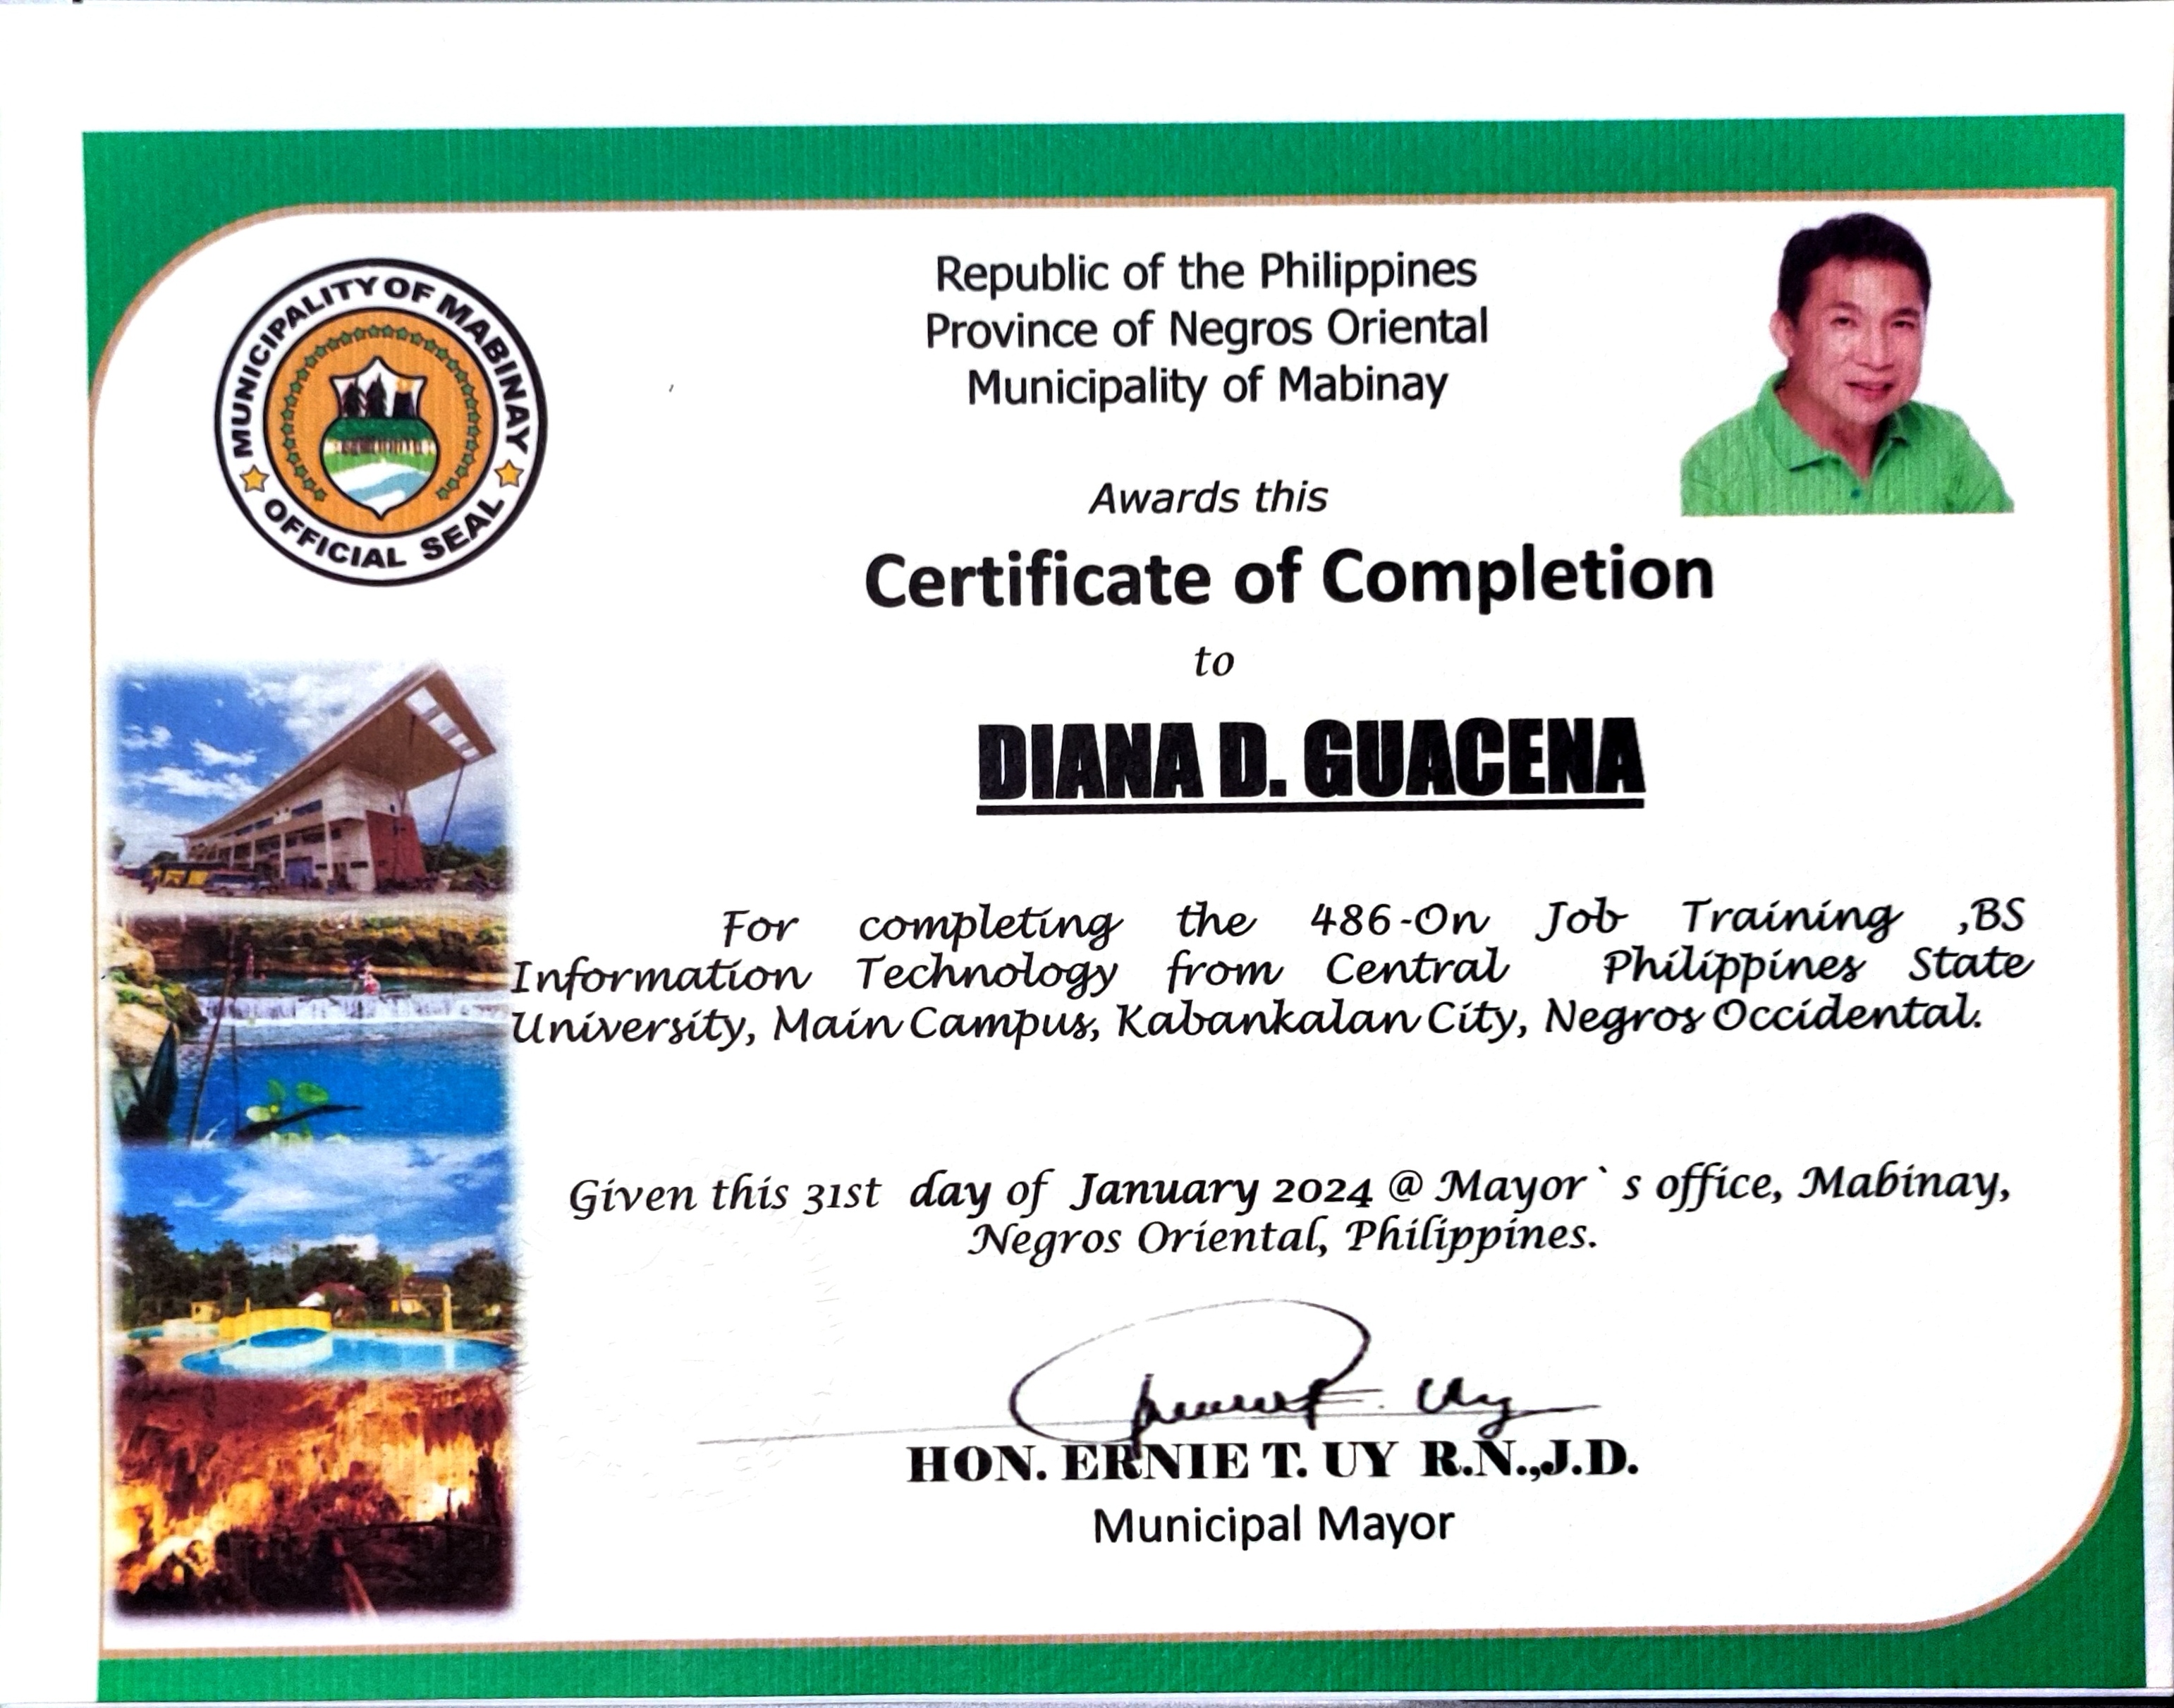 MUNICIPALITY OF MABINAY
OFFICIAL SEAL
Republic of the Philippines
Province of Negros Oriental
Municipality of Mabinay
Awards this
Certificate of Completion
to
DIANA D. GUACENA
For completing the 486-On Job Training ,BS
Information Technology from Central Philippines State
University, Main Campus, Kabankalan City, Negros Occidental.
Given this 31st day of January 2024 @ Mayor`s office, Mabinay,
Negros Oriental, Philippines.
HON. ERNIE T. UY R.N.,J.D.
Municipal Mayor